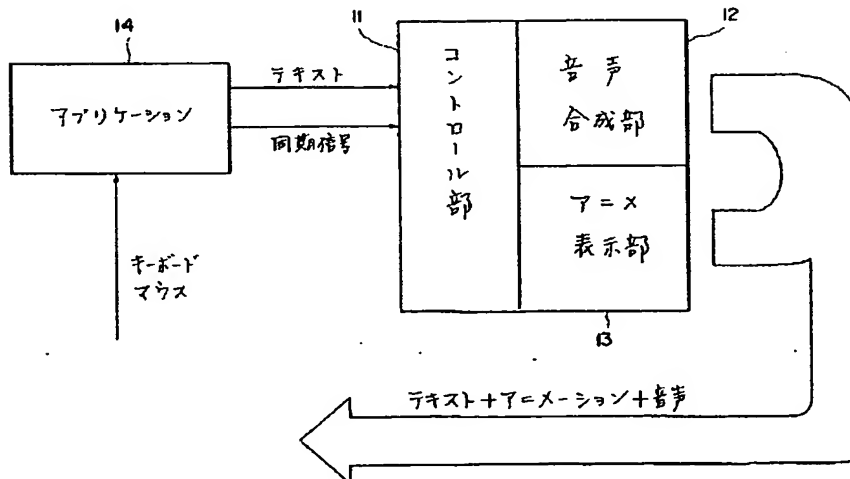 14
アプリケーション
テキスト
同期信号
キーボード
マウス
11
コントロール部
12
音声
合成部
アニメ
表示部
13
テキスト+アニメーション+音声